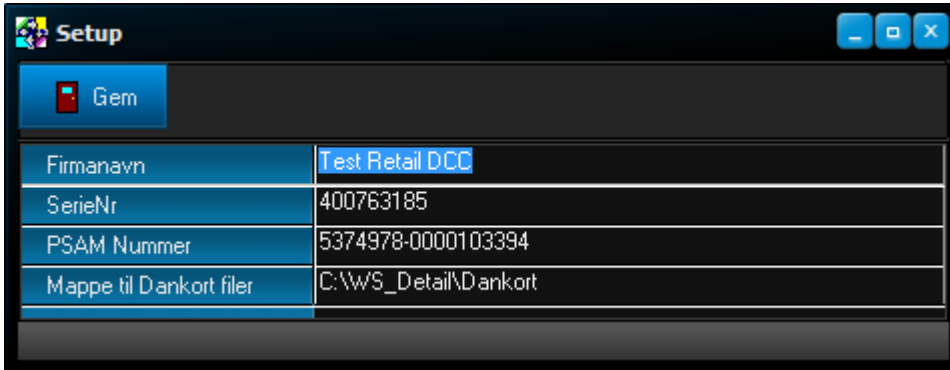 Setup
Gem
Firmanavn Test Retail DCC
SerieNr 400763185
PSAM Nummer 5374978-0000103394
Mappe til Dankort filer C:\WS_Detail\Dankort